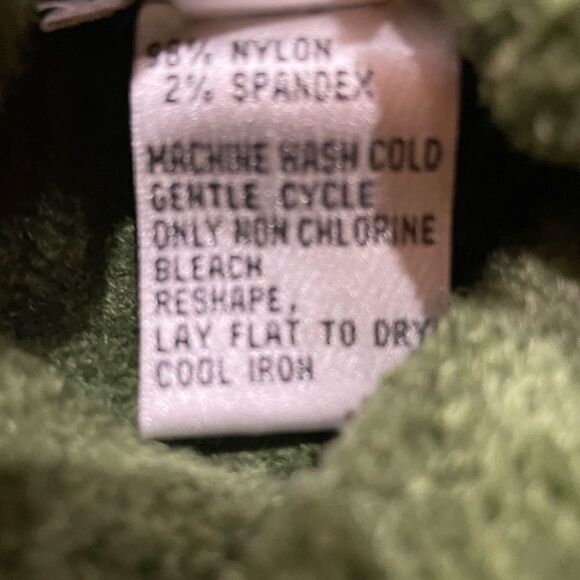 98% NYLON
2% SPANDEX
MACHINE WASH COLD
GENTLE CYCLE
ONLY NON CHLORINE
BLEACH
RESHAPE,
LAY FLAT TO DRY
COOL IRON